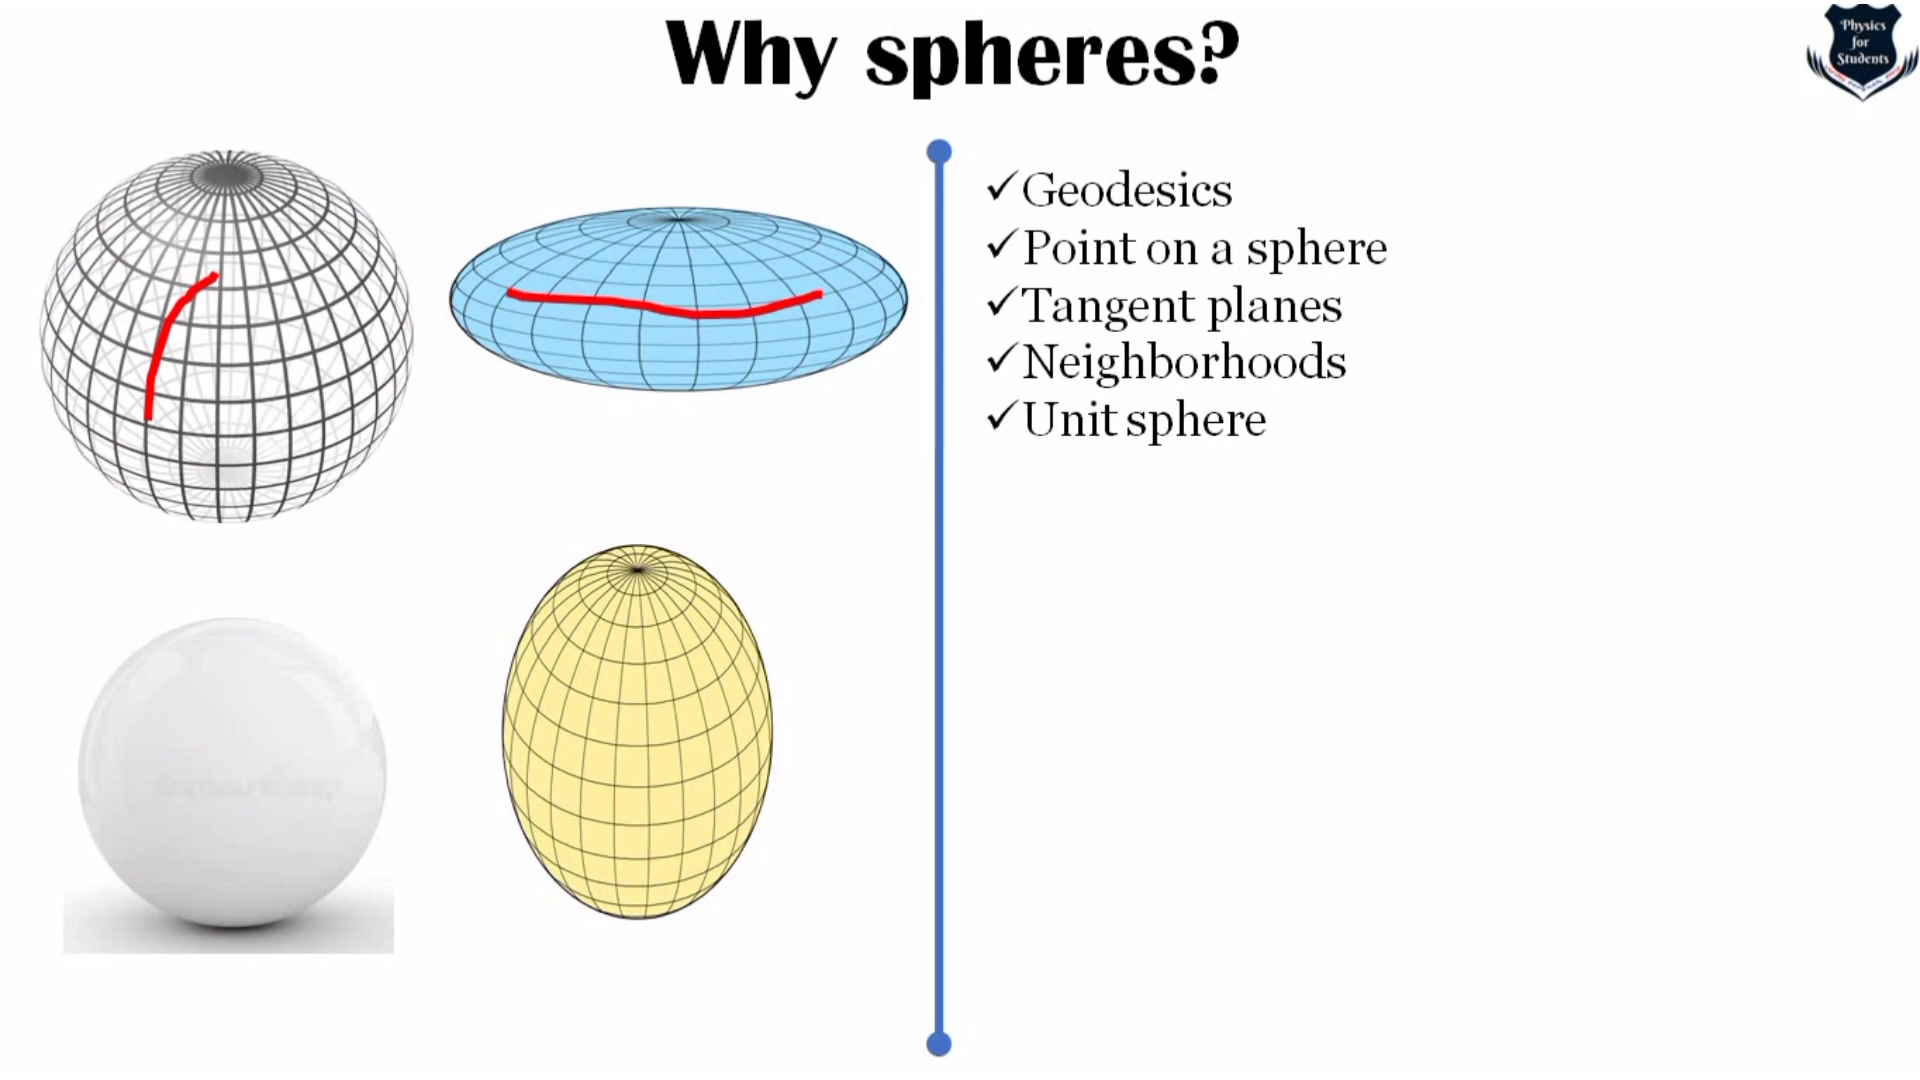 Why spheres?
Physics
for
Students
✓Geodesics
✓Point on a sphere
✓Tangent planes
✓Neighborhoods
✓Unit sphere